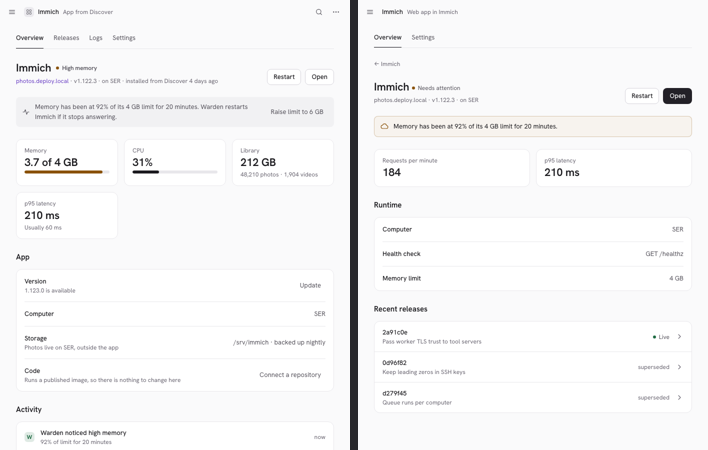 Immich App from Discover
Overview Releases Logs Settings
Immich High memory
photos.deploy.local · v1.122.3 · on SER · installed from Discover 4 days ago
Restart Open
Memory has been at 92% of its 4 GB limit for 20 minutes. Warden restarts
Immich if it stops answering.
Raise limit to 6 GB
Memory
3.7 of 4 GB
CPU
31%
Library
212 GB
48,210 photos · 1,904 videos
p95 latency
210 ms
Usually 60 ms
App
Version
1.123.0 is available
Update
Computer SER
Storage
Photos live on SER, outside the app
/srv/immich · backed up nightly
Code
Runs a published image, so there is nothing to change here
Connect a repository
Activity
W
Warden noticed high memory
92% of limit for 20 minutes
now
Immich Web app in Immich
Overview Settings
← Immich
Immich Needs attention
photos.deploy.local · v1.122.3 · on SER
Restart Open
Memory has been at 92% of its 4 GB limit for 20 minutes.
Requests per minute
184
p95 latency
210 ms
Runtime
Computer SER
Health check GET /healthz
Memory limit 4 GB
Recent releases
2a91c0e
Pass worker TLS trust to tool servers
Live
0d96f82
Keep leading zeros in SSH keys
superseded
d279f45
Queue runs per computer
superseded